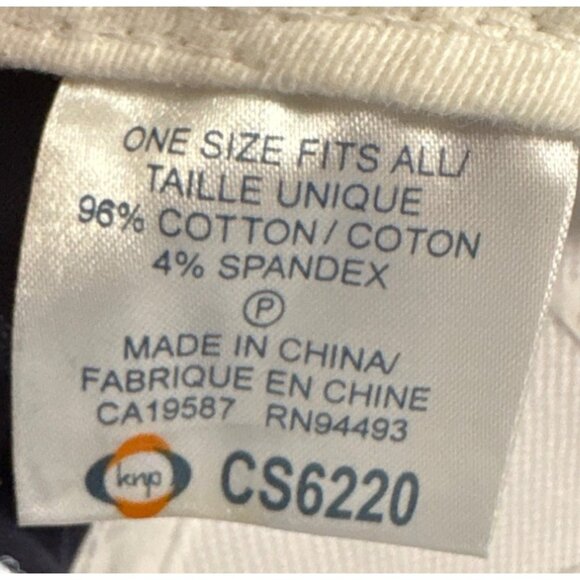 ONE SIZE FITS ALL/
TAILLE UNIQUE
96% COTTON / COTON
4% SPANDEX
Ⓟ
MADE IN CHINA/
FABRIQUE EN CHINE
CA19587 RN94493
knp CS6220